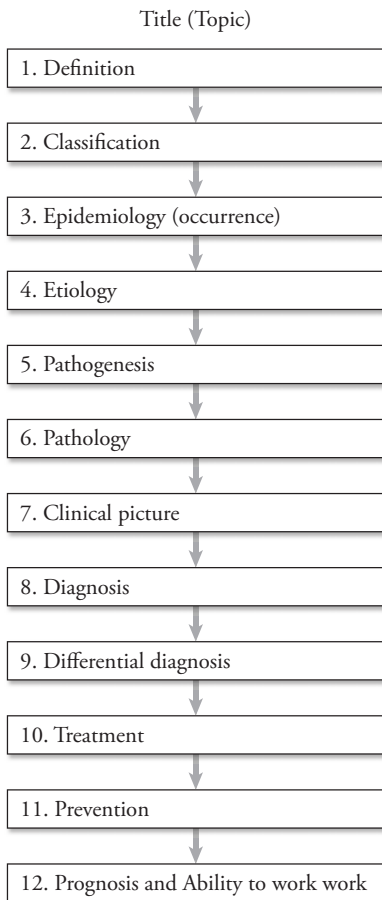 Title (Topic)
1. Definition
2. Classification
3. Epidemiology (occurrence)
4. Etiology
5. Pathogenesis
6. Pathology
7. Clinical picture
8. Diagnosis
9. Differential diagnosis
10. Treatment
11. Prevention
12. Prognosis and Ability to work work